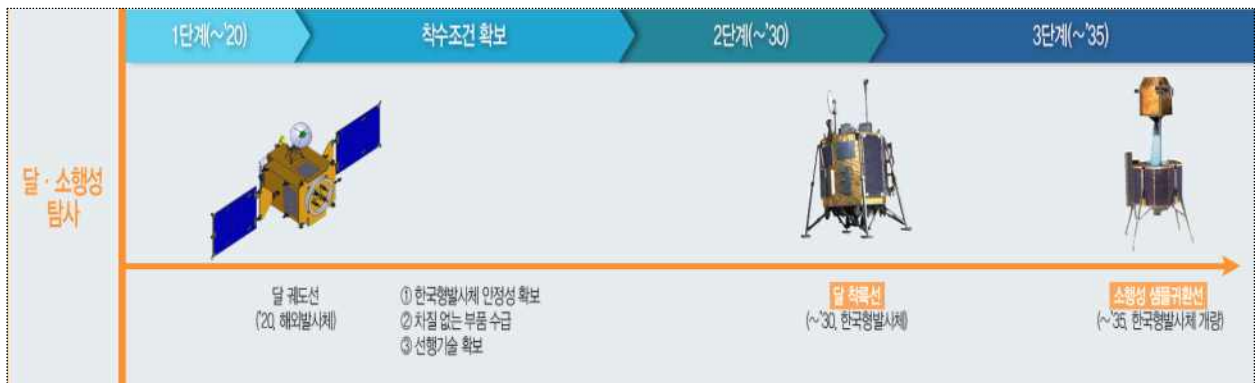 1단계(~'20)
착수조건 확보
2단계(~'30)
3단계(~'35)
달·소행성
탐사
달 궤도선
('20, 해외발사체)
① 한국형발사체 안정성 확보
② 차질 없는 부품 수급
③ 선행기술 확보
달 착륙선
(~'30, 한국형발사체)
소행성 샘플귀환선
(~'35, 한국형발사체 개량)